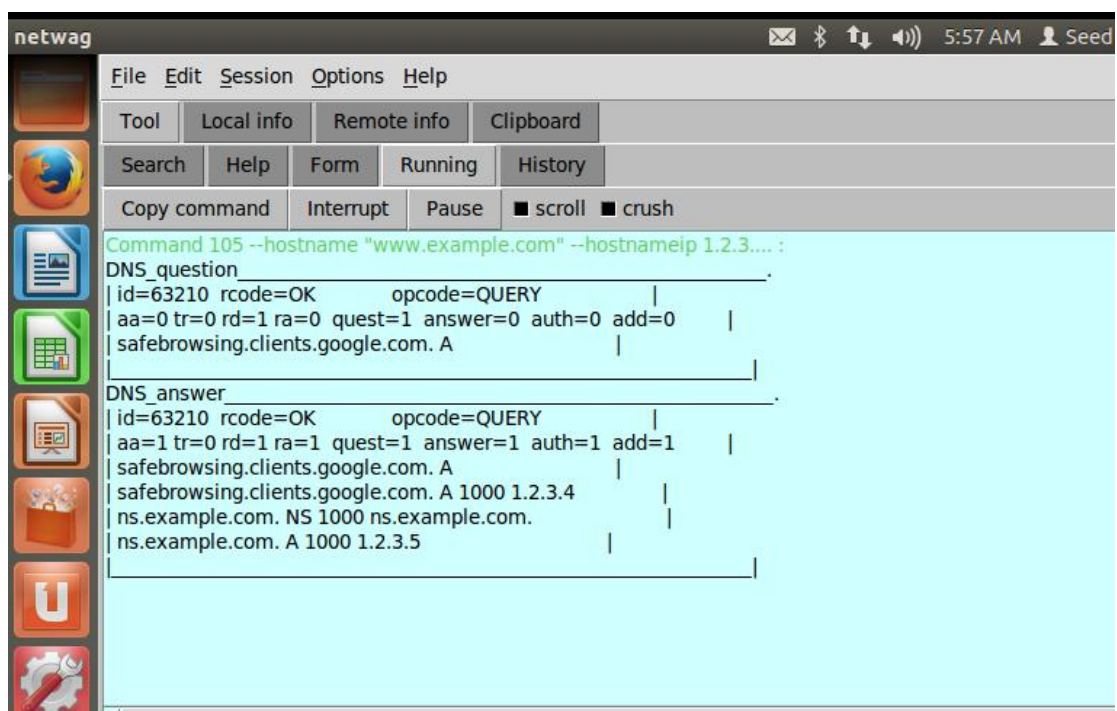 netwag 5:57 AM Seed
File Edit Session Options Help
Tool Local info Remote info Clipboard
Search Help Form Running History
Copy command Interrupt Pause scroll crush
Command 105 --hostname "www.example.com" --hostnameip 1.2.3.... :
DNS_question_______________________________________________.
| id=63210 rcode=OK opcode=QUERY |
| aa=0 tr=0 rd=1 ra=0 quest=1 answer=0 auth=0 add=0 |
| safebrowsing.clients.google.com. A |
|_______________________________________________|
DNS_answer_______________________________________________.
| id=63210 rcode=OK opcode=QUERY |
| aa=1 tr=0 rd=1 ra=1 quest=1 answer=1 auth=1 add=1 |
| safebrowsing.clients.google.com. A |
| safebrowsing.clients.google.com. A 1000 1.2.3.4 |
| ns.example.com. NS 1000 ns.example.com. |
| ns.example.com. A 1000 1.2.3.5 |
|_______________________________________________|